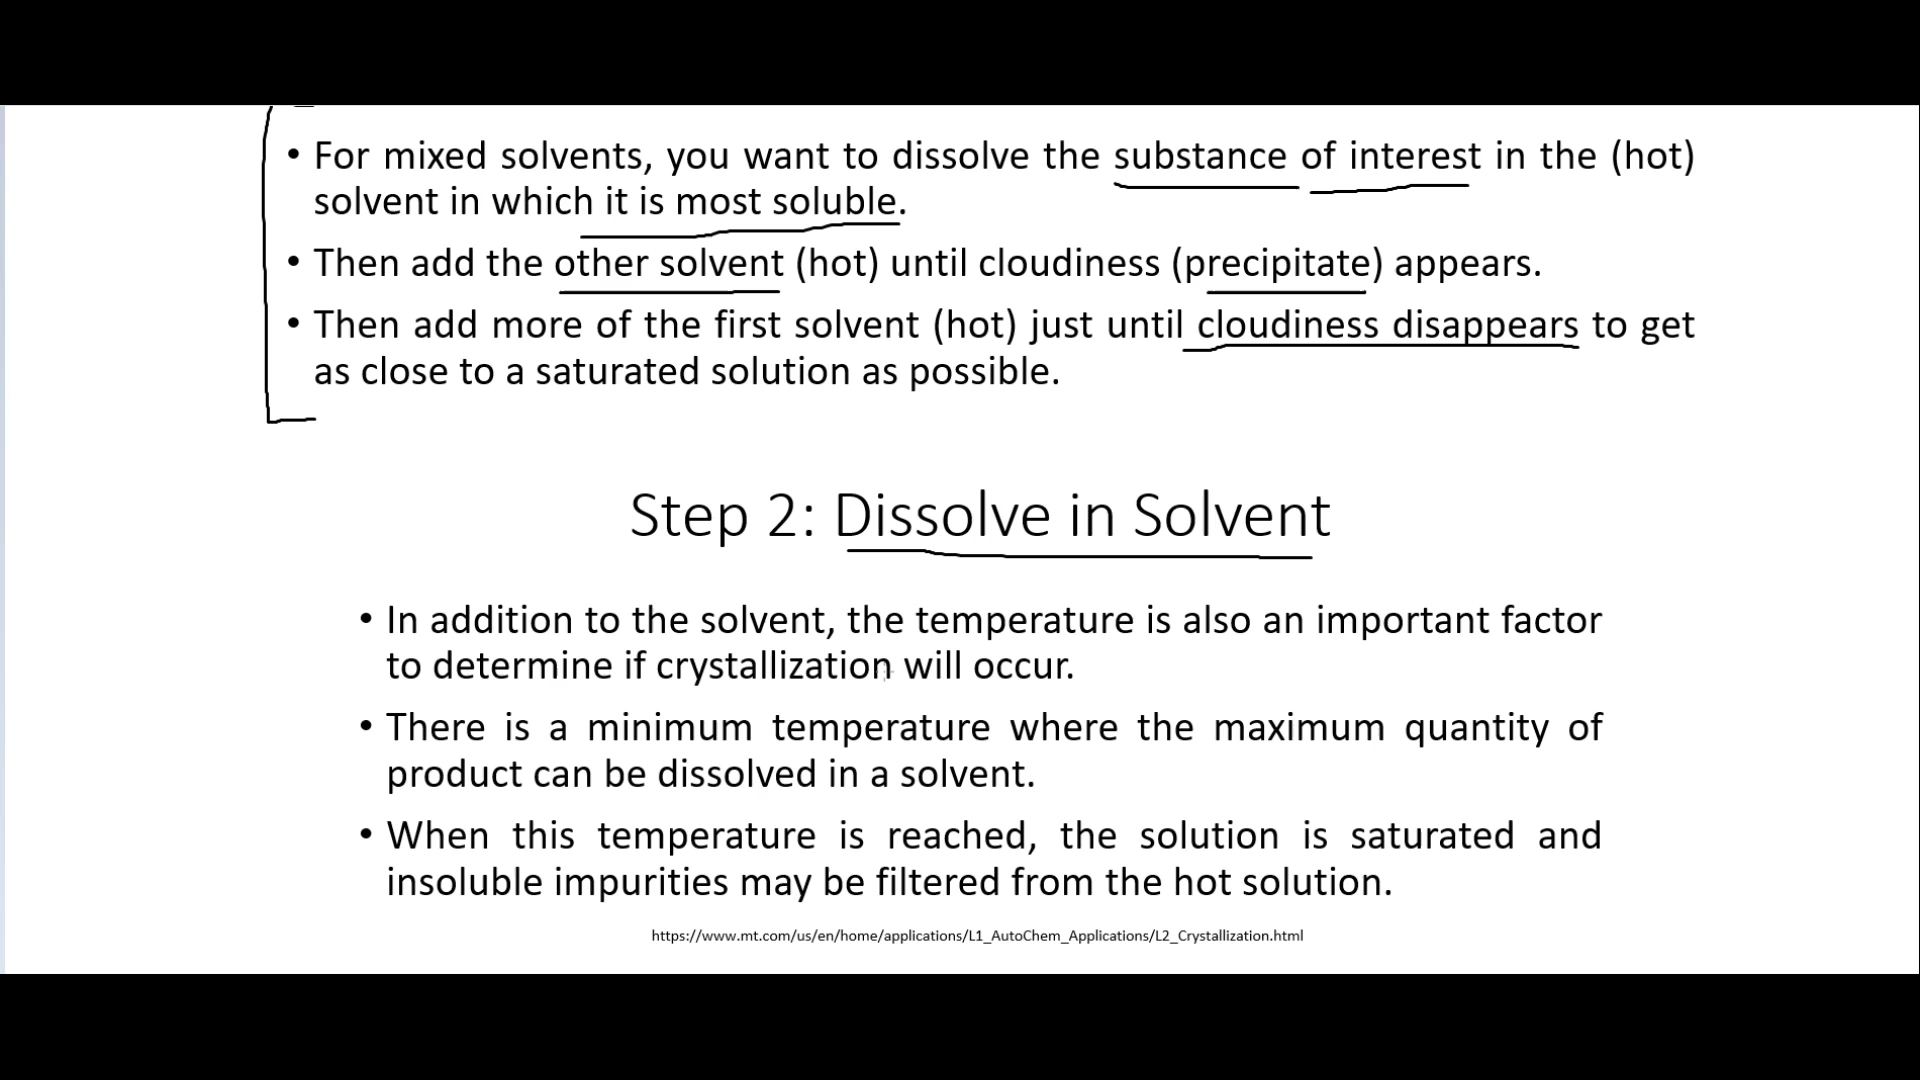 • For mixed solvents, you want to dissolve the substance of interest in the (hot)
solvent in which it is most soluble.
• Then add the other solvent (hot) until cloudiness (precipitate) appears.
• Then add more of the first solvent (hot) just until cloudiness disappears to get
as close to a saturated solution as possible.
Step 2: Dissolve in Solvent
• In addition to the solvent, the temperature is also an important factor
to determine if crystallization will occur.
• There is a minimum temperature where the maximum quantity of
product can be dissolved in a solvent.
• When this temperature is reached, the solution is saturated and
insoluble impurities may be filtered from the hot solution.
https://www.mt.com/us/en/home/applications/L1_AutoChem_Applications/L2_Crystallization.html